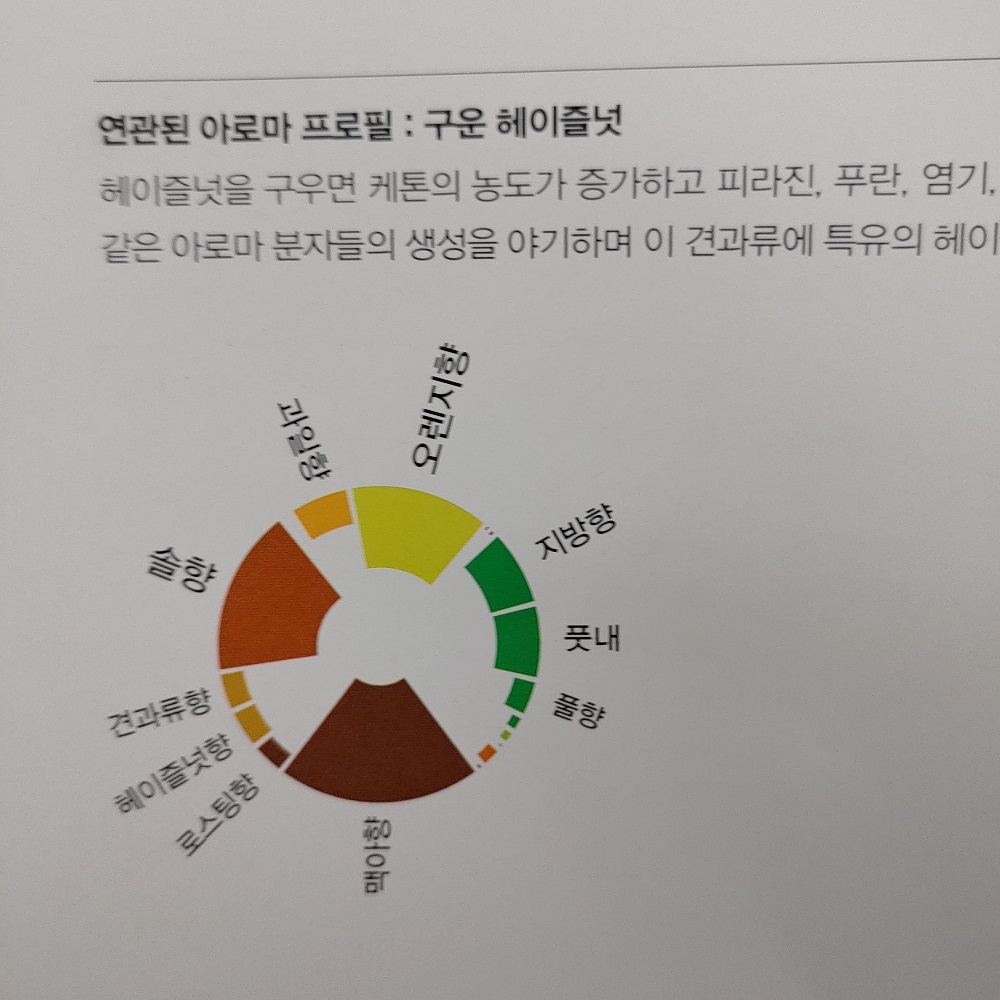 연관된 아로마 프로필 : 구운 헤이즐넛
헤이즐넛을 구우면 케톤의 농도가 증가하고 피라진, 푸란, 염기,
같은 아로마 분자들의 생성을 야기하며 이 견과류에 특유의 헤이
오렌지향
과일향
지방향
솔향
풋내
풀향
견과류향
헤이즐넛향
로스팅향
맥아향